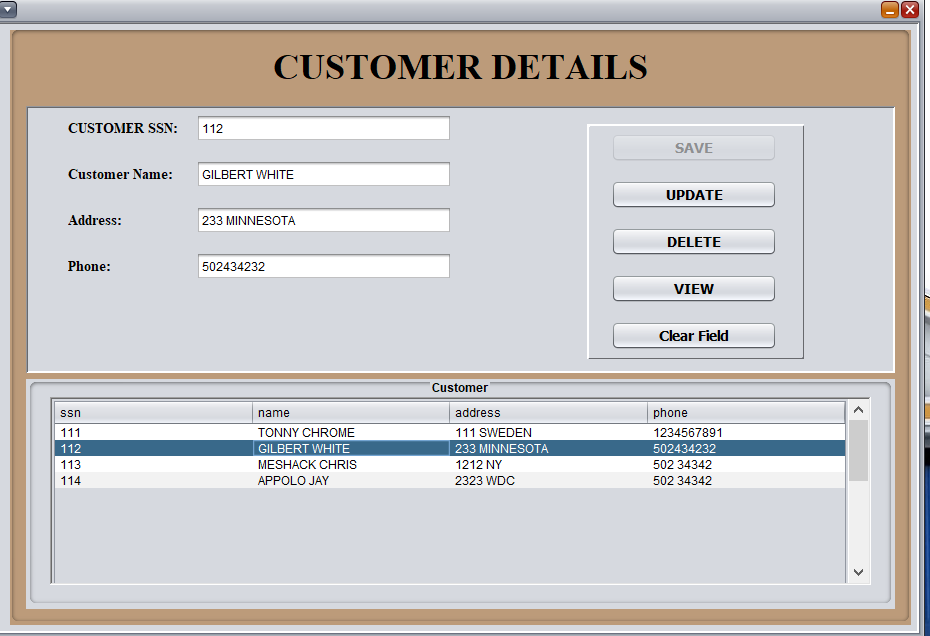 CUSTOMER DETAILS
CUSTOMER SSN: 112
Customer Name: GILBERT WHITE
Address: 233 MINNESOTA
Phone: 502434232
SAVE
UPDATE
DELETE
VIEW
Clear Field
Customer
ssn name address phone
111 TONNY CHROME 111 SWEDEN 1234567891
112 GILBERT WHITE 233 MINNESOTA 502434232
113 MESHACK CHRIS 1212 NY 502 34342
114 APPOLO JAY 2323 WDC 502 34342